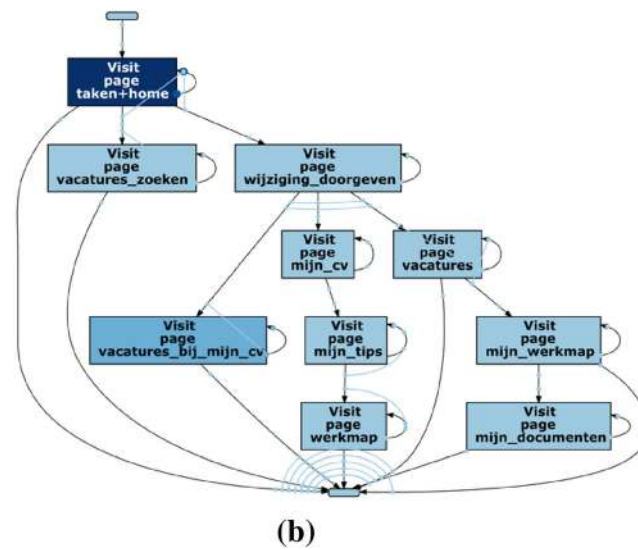 Visit
page
taken+home
Visit
page
vacatures_zoeken
Visit
page
wijziging_doorgeven
Visit
page
mijn_cv
Visit
page
vacatures
Visit
page
vacatures_bij_mijn_cv
Visit
page
mijn_tips
Visit
page
mijn_werkmap
Visit
page
werkmap
Visit
page
mijn_documenten
(b)